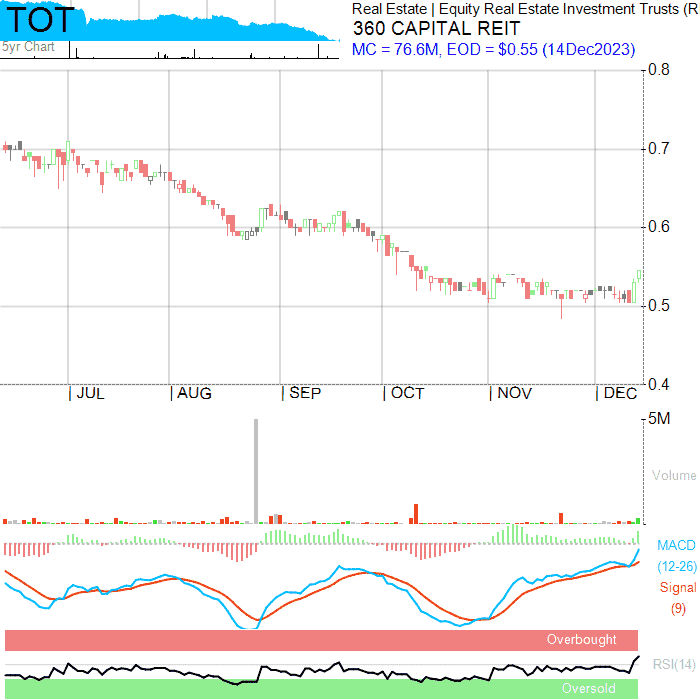 TOT
5yr Chart
Real Estate | Equity Real Estate Investment Trusts (R
360 CAPITAL REIT
MC = 76.6M, EOD = $0.55 (14Dec2023)
0.8
0.7
0.6
0.5
0.4
JUL AUG SEP OCT NOV DEC
5M
Volume
MACD
(12-26)
Signal
(9)
Overbought
RSI(14)
Oversold